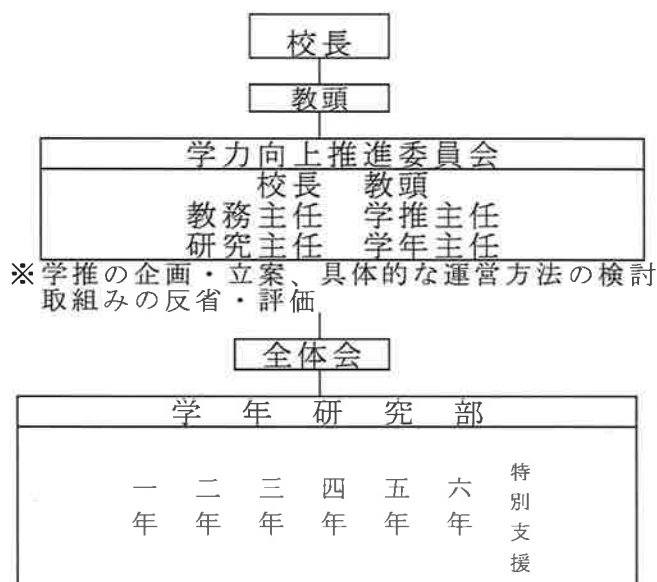 校長
教頭
学力向上推進委員会
校長 教頭
教務主任 学推主任
研究主任 学年主任
※学推の企画・立案、具体的な運営方法の検討
取組みの反省・評価
全体会
学年研究部
一年 二年 三年 四年 五年 六年 特別支援